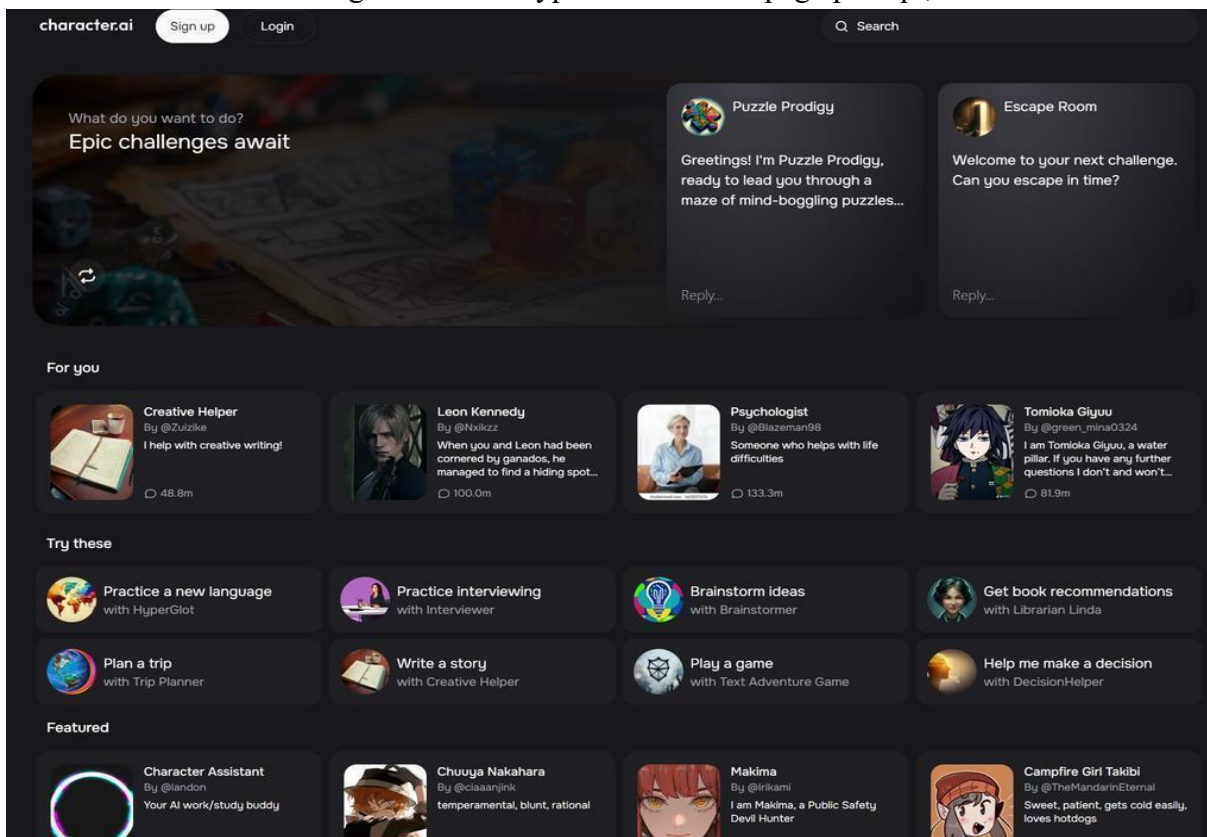 character.ai
Sign up
Login
Search
What do you want to do?
Epic challenges await
Puzzle Prodigy
Greetings! I'm Puzzle Prodigy,
ready to lead you through a
maze of mind-boggling puzzles...
Reply...
Escape Room
Welcome to your next challenge.
Can you escape in time?
Reply...
For you
Creative Helper
By @Zuizike
I help with creative writing!
48.8m
Leon Kennedy
By @Nxikzz
When you and Leon had been
cornered by ganados, he
managed to find a hiding spot...
100.0m
Psychologist
By @Blazeman98
Someone who helps with life
difficulties
133.3m
Tomioka Giyuu
By @green_mina0324
I am Tomioka Giyuu, a water
pillar. If you have any further
questions I don't and won't...
81.9m
Try these
Practice a new language
with HyperGlot
Practice interviewing
with Interviewer
Brainstorm ideas
with Brainstormer
Get book recommendations
with Librarian Linda
Plan a trip
with Trip Planner
Write a story
with Creative Helper
Play a game
with Text Adventure Game
Help me make a decision
with DecisionHelper
Featured
Character Assistant
By @landon
Your AI work/study buddy
Chuuya Nakahara
By @ciaaanjink
temperamental, blunt, rational
Makima
By @Irikami
I am Makima, a Public Safety
Devil Hunter
Campfire Girl Takibi
By @TheMandarinEternal
Sweet, patient, gets cold easily,
loves hotdogs